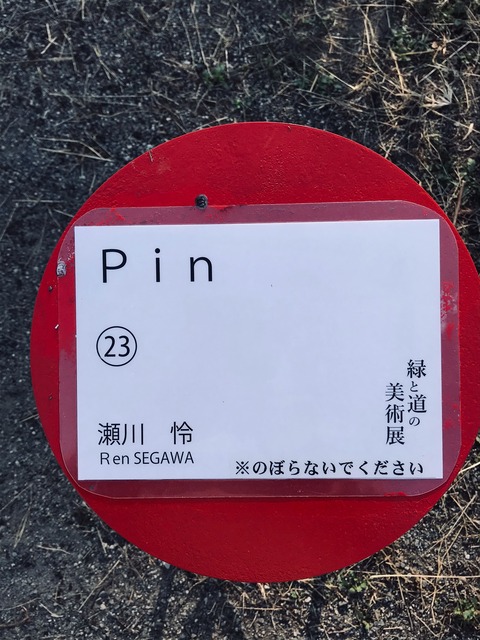 Pin
㉓
瀬川 怜
Ren SEGAWA
緑と道の
美術展
※のぼらないでください